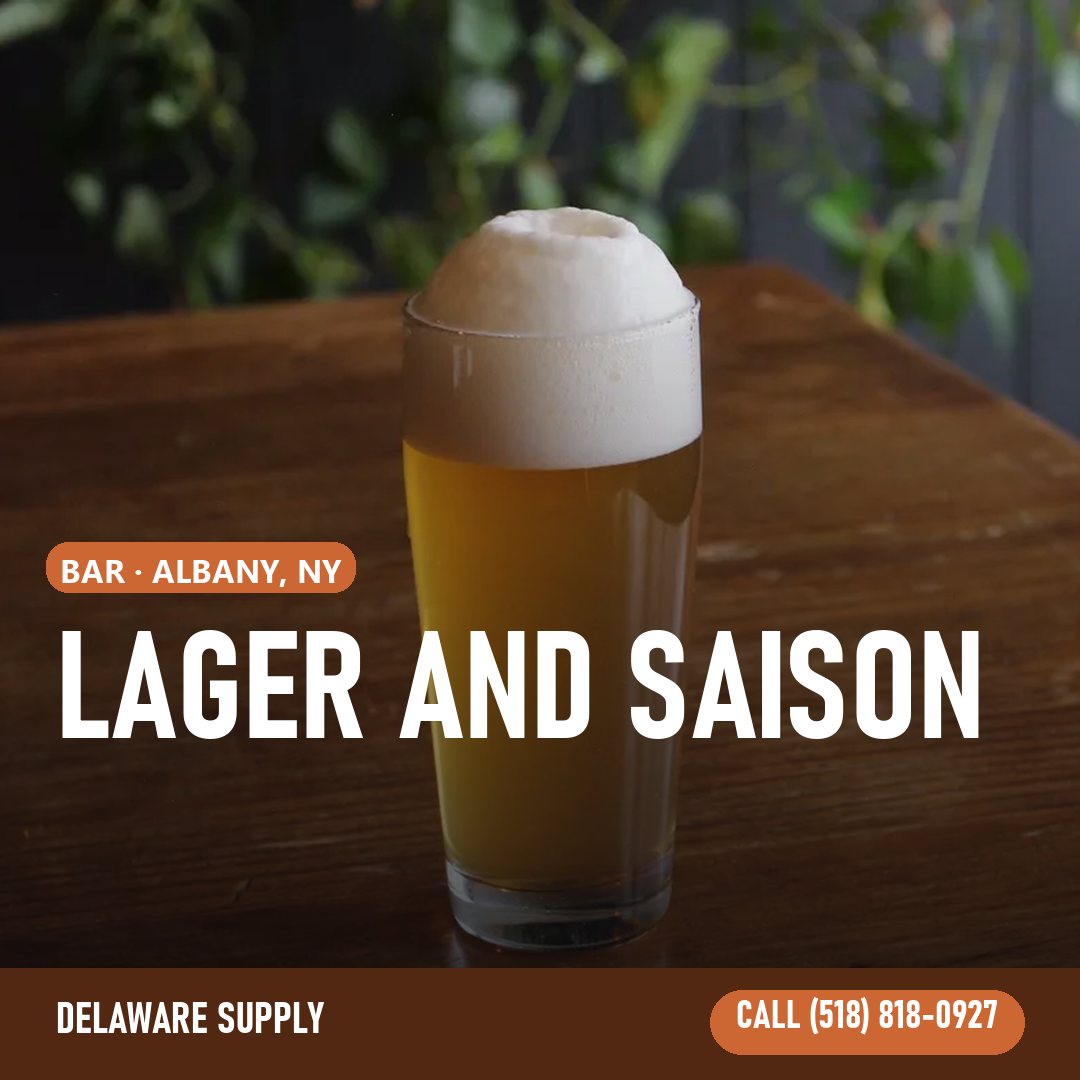 BAR · ALBANY, NY
LAGER AND SAISON
DELAWARE SUPPLY
CALL (518) 818-0927